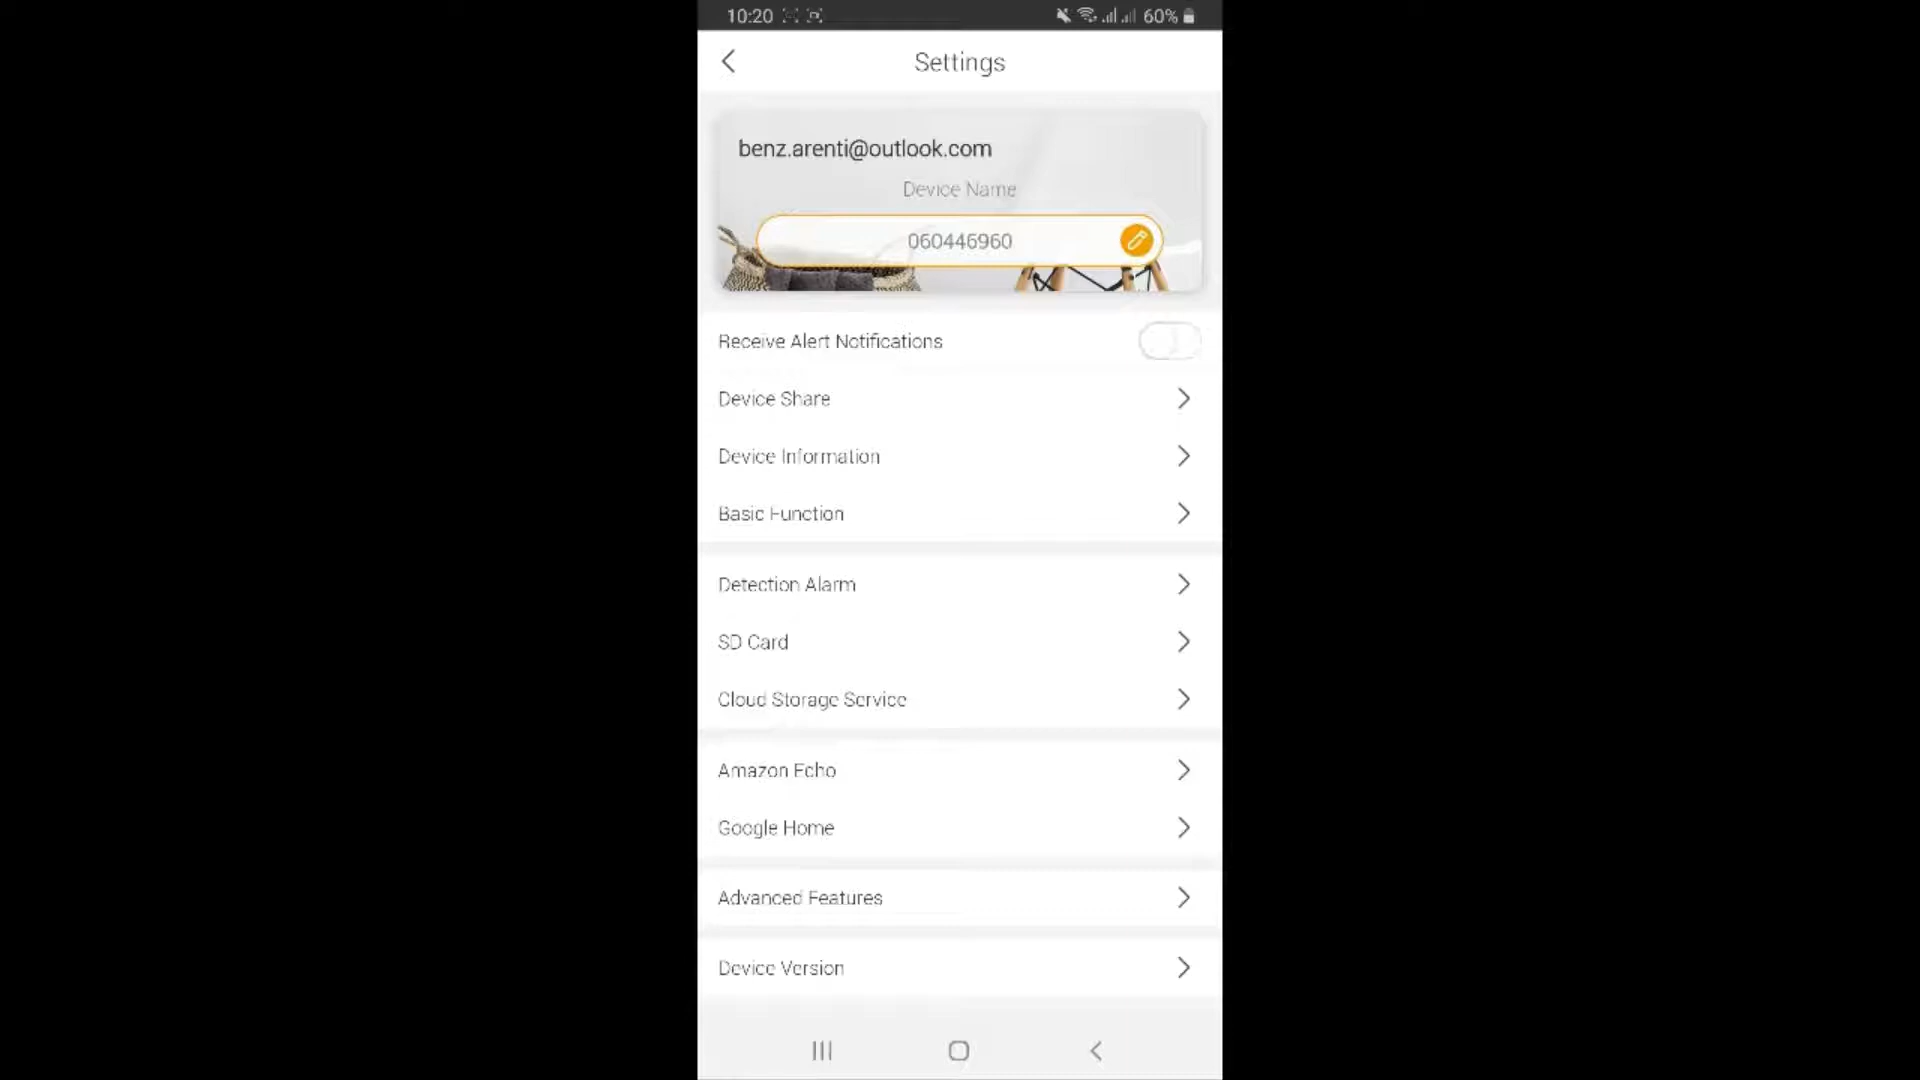 10:20 60%
Settings
benz.arenti@outlook.com
Device Name
060446960
Receive Alert Notifications
Device Share
Device Information
Basic Function
Detection Alarm
SD Card
Cloud Storage Service
Amazon Echo
Google Home
Advanced Features
Device Version